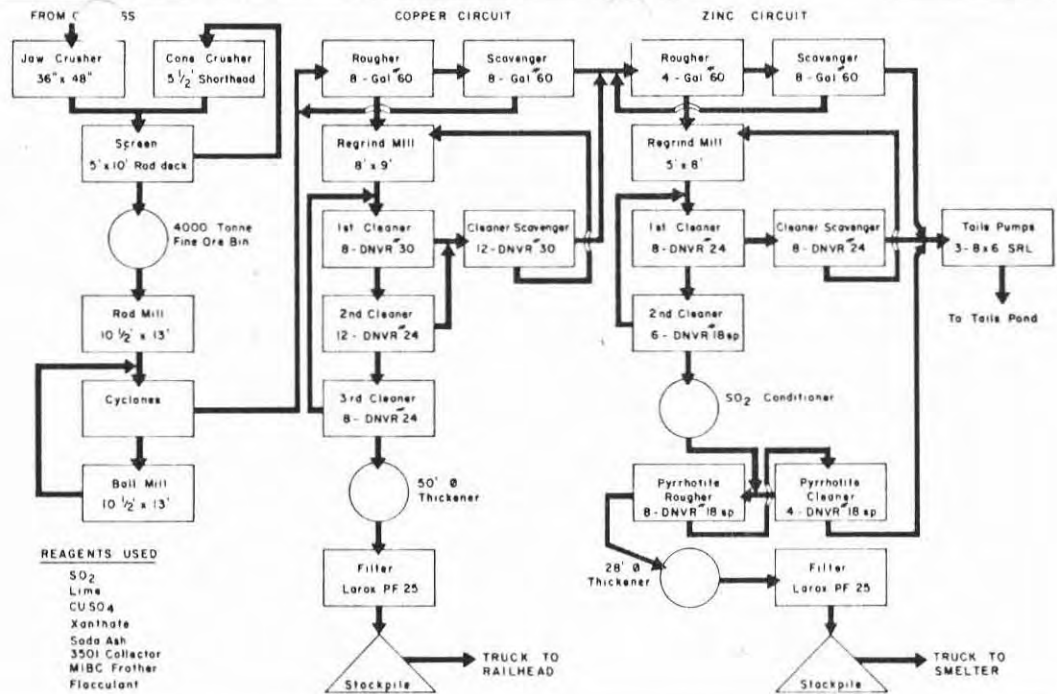 FROM
COPPER CIRCUIT
ZINC CIRCUIT
Jaw Crusher
36" x 48"
Cone Crusher
5 1/2' Shorthead
Screen
5' x 10' Rod deck
4000 Tonne
Fine Ore Bin
Rod Mill
10 1/2' x 13'
Cyclones
Ball Mill
10 1/2' x 13'
REAGENTS USED
SO2
Lime
CUSO4
Xanthate
Soda Ash
3501 Collector
MIBC Frother
Flocculant
Rougher
8 - Gal #60
Scavenger
8 - Gal #60
Regrind Mill
8' x 9'
1st Cleaner
8 - DNVR #30
Cleaner Scavenger
12 - DNVR #30
2nd Cleaner
12 - DNVR #24
3rd Cleaner
8 - DNVR #24
50' Ø
Thickener
Filter
Larox PF 25
Stockpile
TRUCK TO
RAILHEAD
Rougher
4 - Gal #60
Scavenger
8 - Gal #60
Regrind Mill
5' x 8'
1st Cleaner
8 - DNVR #24
Cleaner Scavenger
8 - DNVR #24
Tails Pumps
3 - 8 x 6 SRL
To Tails Pond
2nd Cleaner
6 - DNVR #18sp
SO2 Conditioner
Pyrrhotite
Rougher
8 - DNVR #18 sp
Pyrrhotite
Cleaner
4 - DNVR #18 sp
28' Ø
Thickener
Filter
Larox PF 25
Stockpile
TRUCK TO
SMELTER